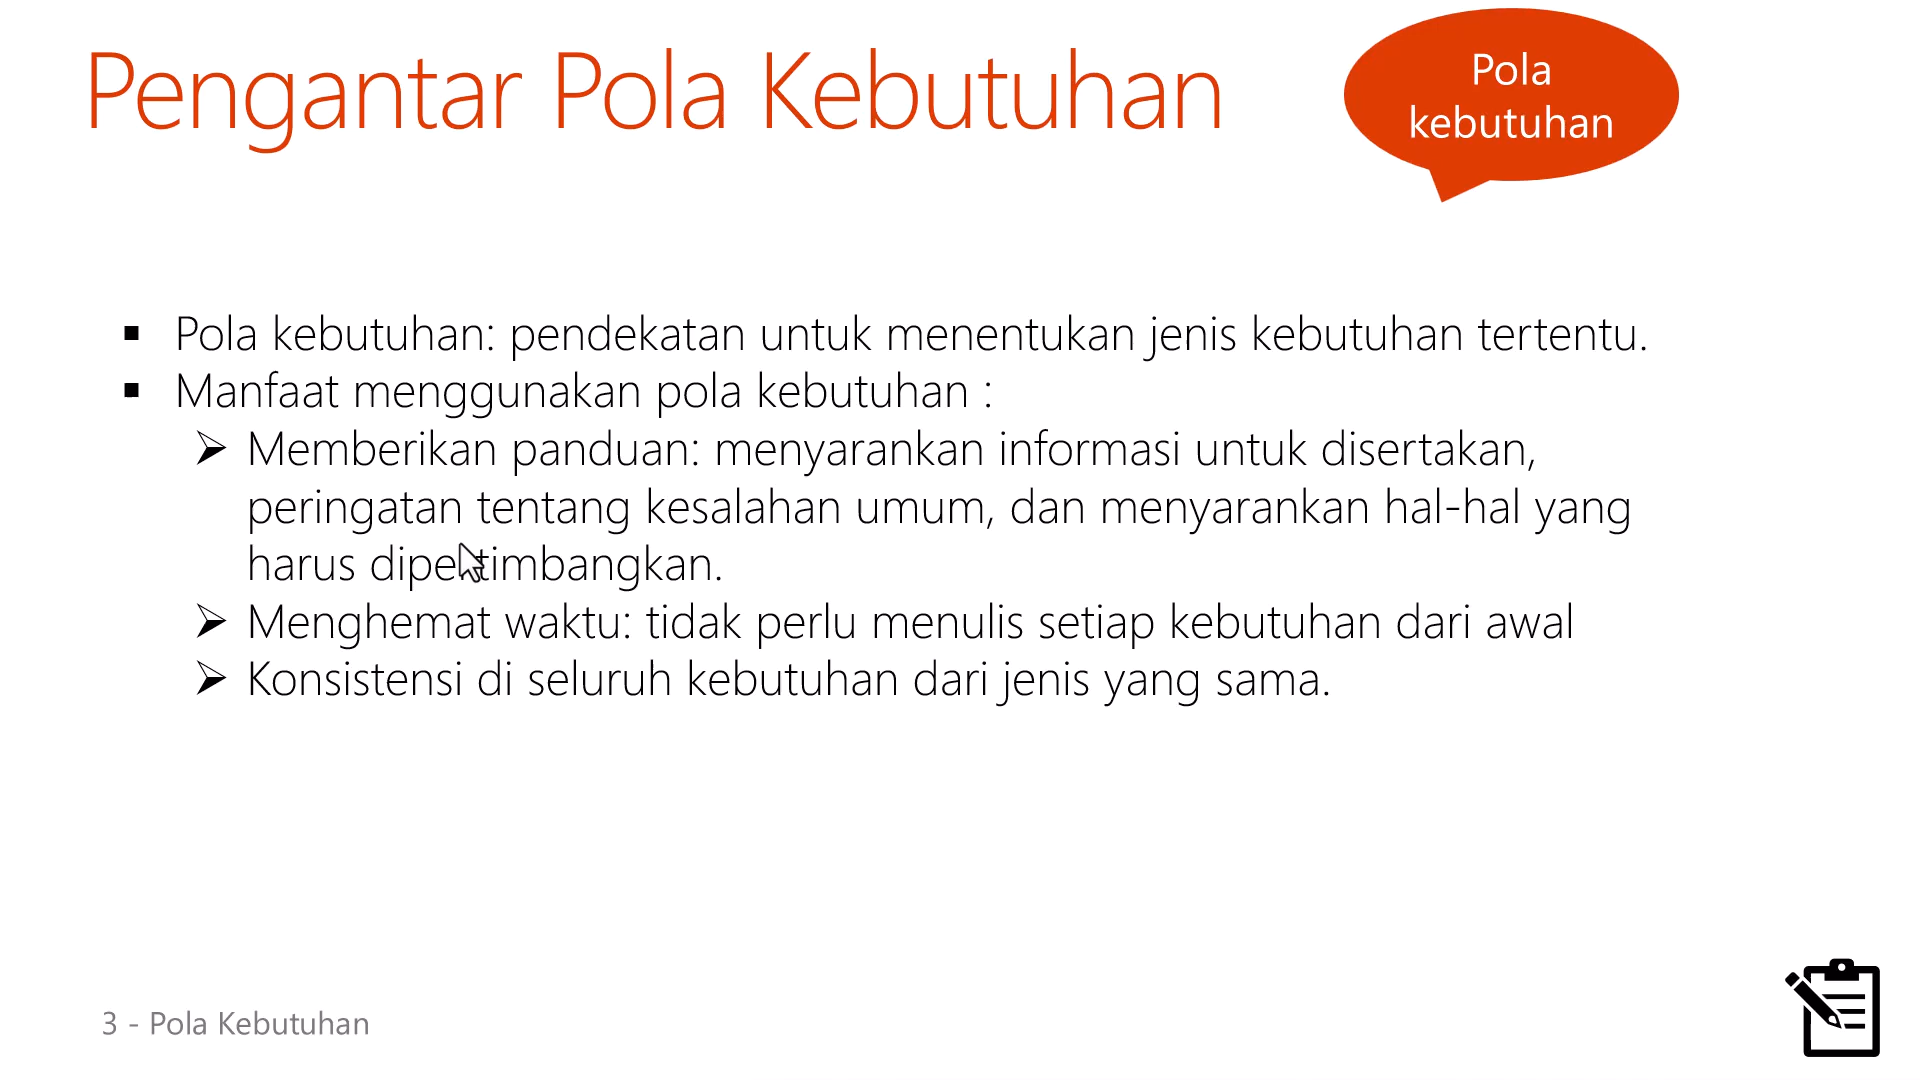 Pengantar Pola Kebutuhan
Pola
kebutuhan
Pola kebutuhan: pendekatan untuk menentukan jenis kebutuhan tertentu.
Manfaat menggunakan pola kebutuhan :
Memberikan panduan: menyarankan informasi untuk disertakan,
peringatan tentang kesalahan umum, dan menyarankan hal-hal yang
harus dipertimbangkan.
Menghemat waktu: tidak perlu menulis setiap kebutuhan dari awal
Konsistensi di seluruh kebutuhan dari jenis yang sama.
3 - Pola Kebutuhan